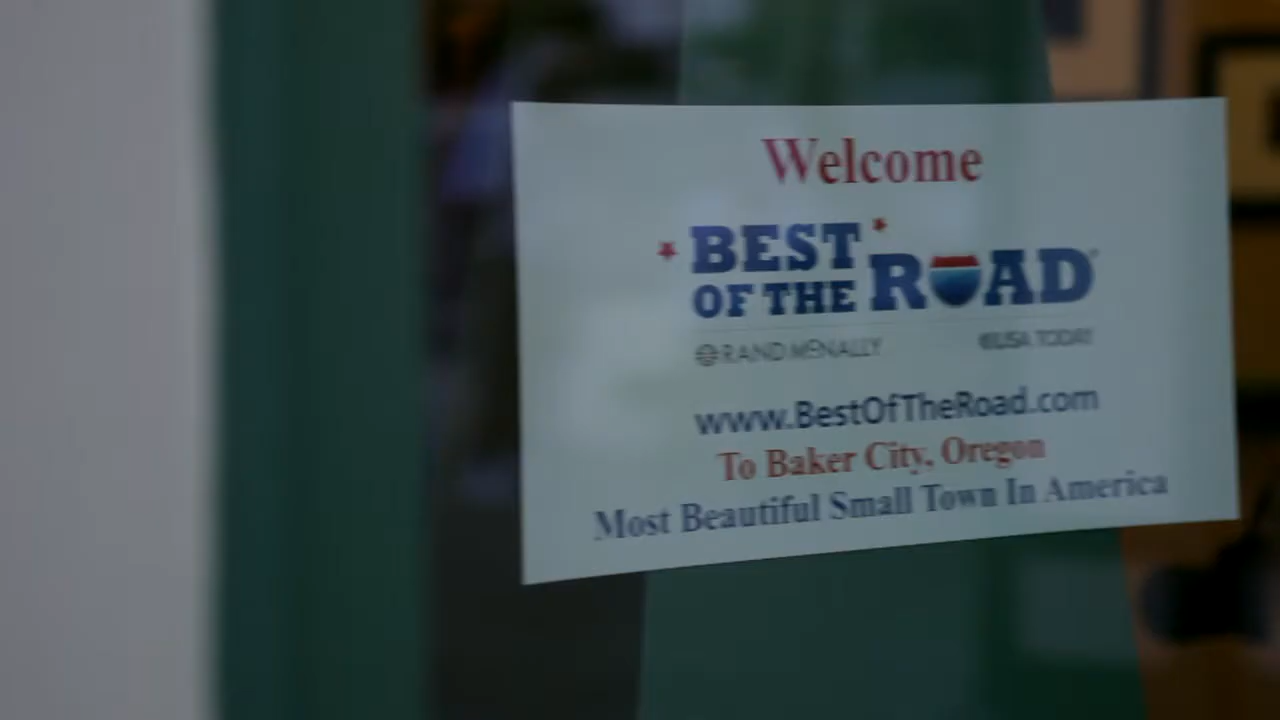 Welcome
BEST
OF THE ROAD
RAND MCNALLY USA TODAY
www.BestOfTheRoad.com
To Baker City, Oregon
Most Beautiful Small Town In America